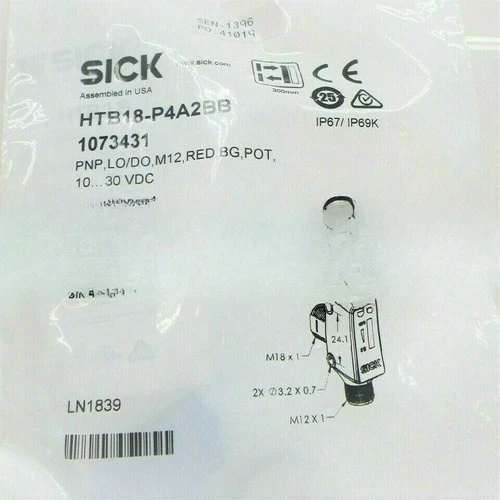 SEN-1396
PO:41019
SICK
www.sick.com
Assembled in USA
300mm
25
HTB18-P4A2BB
1073431
IP67/ IP69K
PNP,LO/DO,M12,RED,BG,POT,
10...30 VDC
24.1
M18 x 1
SICK
2X ∅3.2 X 0.7
M12 X 1
LN1839